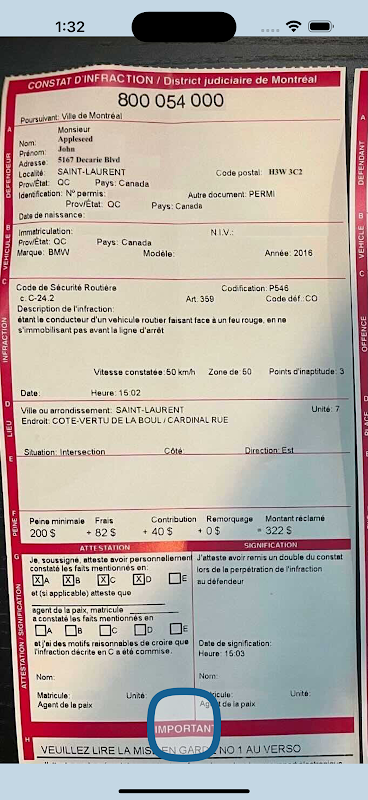 1:32
CONSTAT D'INFRACTION / District judiciaire de Montréal
800 054 000
Poursuivant: Ville de Montréal
A
DÉFENDEUR
Monsieur
Nom: Appleseed
Prénom: John
Adresse: 5167 Decarie Blvd
Localité: SAINT-LAURENT Code postal: H3W 3C2
Prov/État: QC Pays: Canada
Identification: N° permis: Autre document: PERMI
Prov/État: QC Pays: Canada
Date de naissance:
B
VÉHICULE
Immatriculation: N.I.V.:
Prov/État: QC Pays: Canada
Marque: BMW Modèle: Année: 2016
C
INFRACTION
Code de Sécurité Routière Codification: P546
c. C-24.2 Art. 359 Code déf.: CO
Description de l'infraction:
étant le conducteur d'un vehicule routier faisant face à un feu rouge, en ne
s'immobilisant pas avant la ligne d'arrêt
Vitesse constatée: 50 km/h Zone de: 50 Points d'inaptitude: 3
Date: Heure: 15:02
D
LIEU
Ville ou arrondissement: SAINT-LAURENT Unité: 7
Endroit: COTE-VERTU DE LA BOUL / CARDINAL RUE
E
Situation: Intersection Côté: Direction: Est
F
PEINE
Peine minimale Frais Contribution Remorquage Montant réclamé
200 $ + 82 $ + 40 $ + 0 $ = 322 $
G
ATTESTATION / SIGNIFICATION
ATTESTATION SIGNIFICATION
Je, soussigné, atteste avoir personnellement
constaté les faits mentionnés en:
X A X B X C X D E
et (si applicable) atteste que
agent de la paix, matricule
a constaté les faits mentionnés en
A B C D E
et j'ai des motifs raisonnables de croire que
l'infraction décrite en C a été commise.
Nom:
Matricule: Unité:
Agent de la paix
J'atteste avoir remis un double du constat
lors de la perpétration de l'infraction
au défendeur
Date de signification:
Heure: 15:03
Nom:
Matricule: Unité:
Agent de la paix
IMPORTANT
H
VEUILLEZ LIRE LA MISE EN GARDE NO 1 AU VERSO
A
DEFENDANT
B
VEHICLE
C
OFFENCE
D
PLACE
E